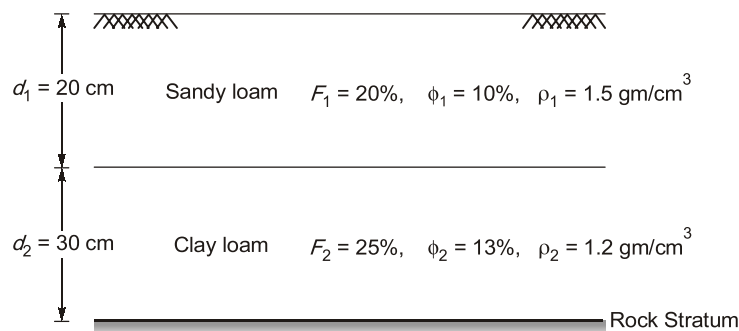 d₁ = 20 cm Sandy loam F₁ = 20%, ϕ₁ = 10%, ρ₁ = 1.5 gm/cm³
d₂ = 30 cm Clay loam F₂ = 25%, ϕ₂ = 13%, ρ₂ = 1.2 gm/cm³
Rock Stratum